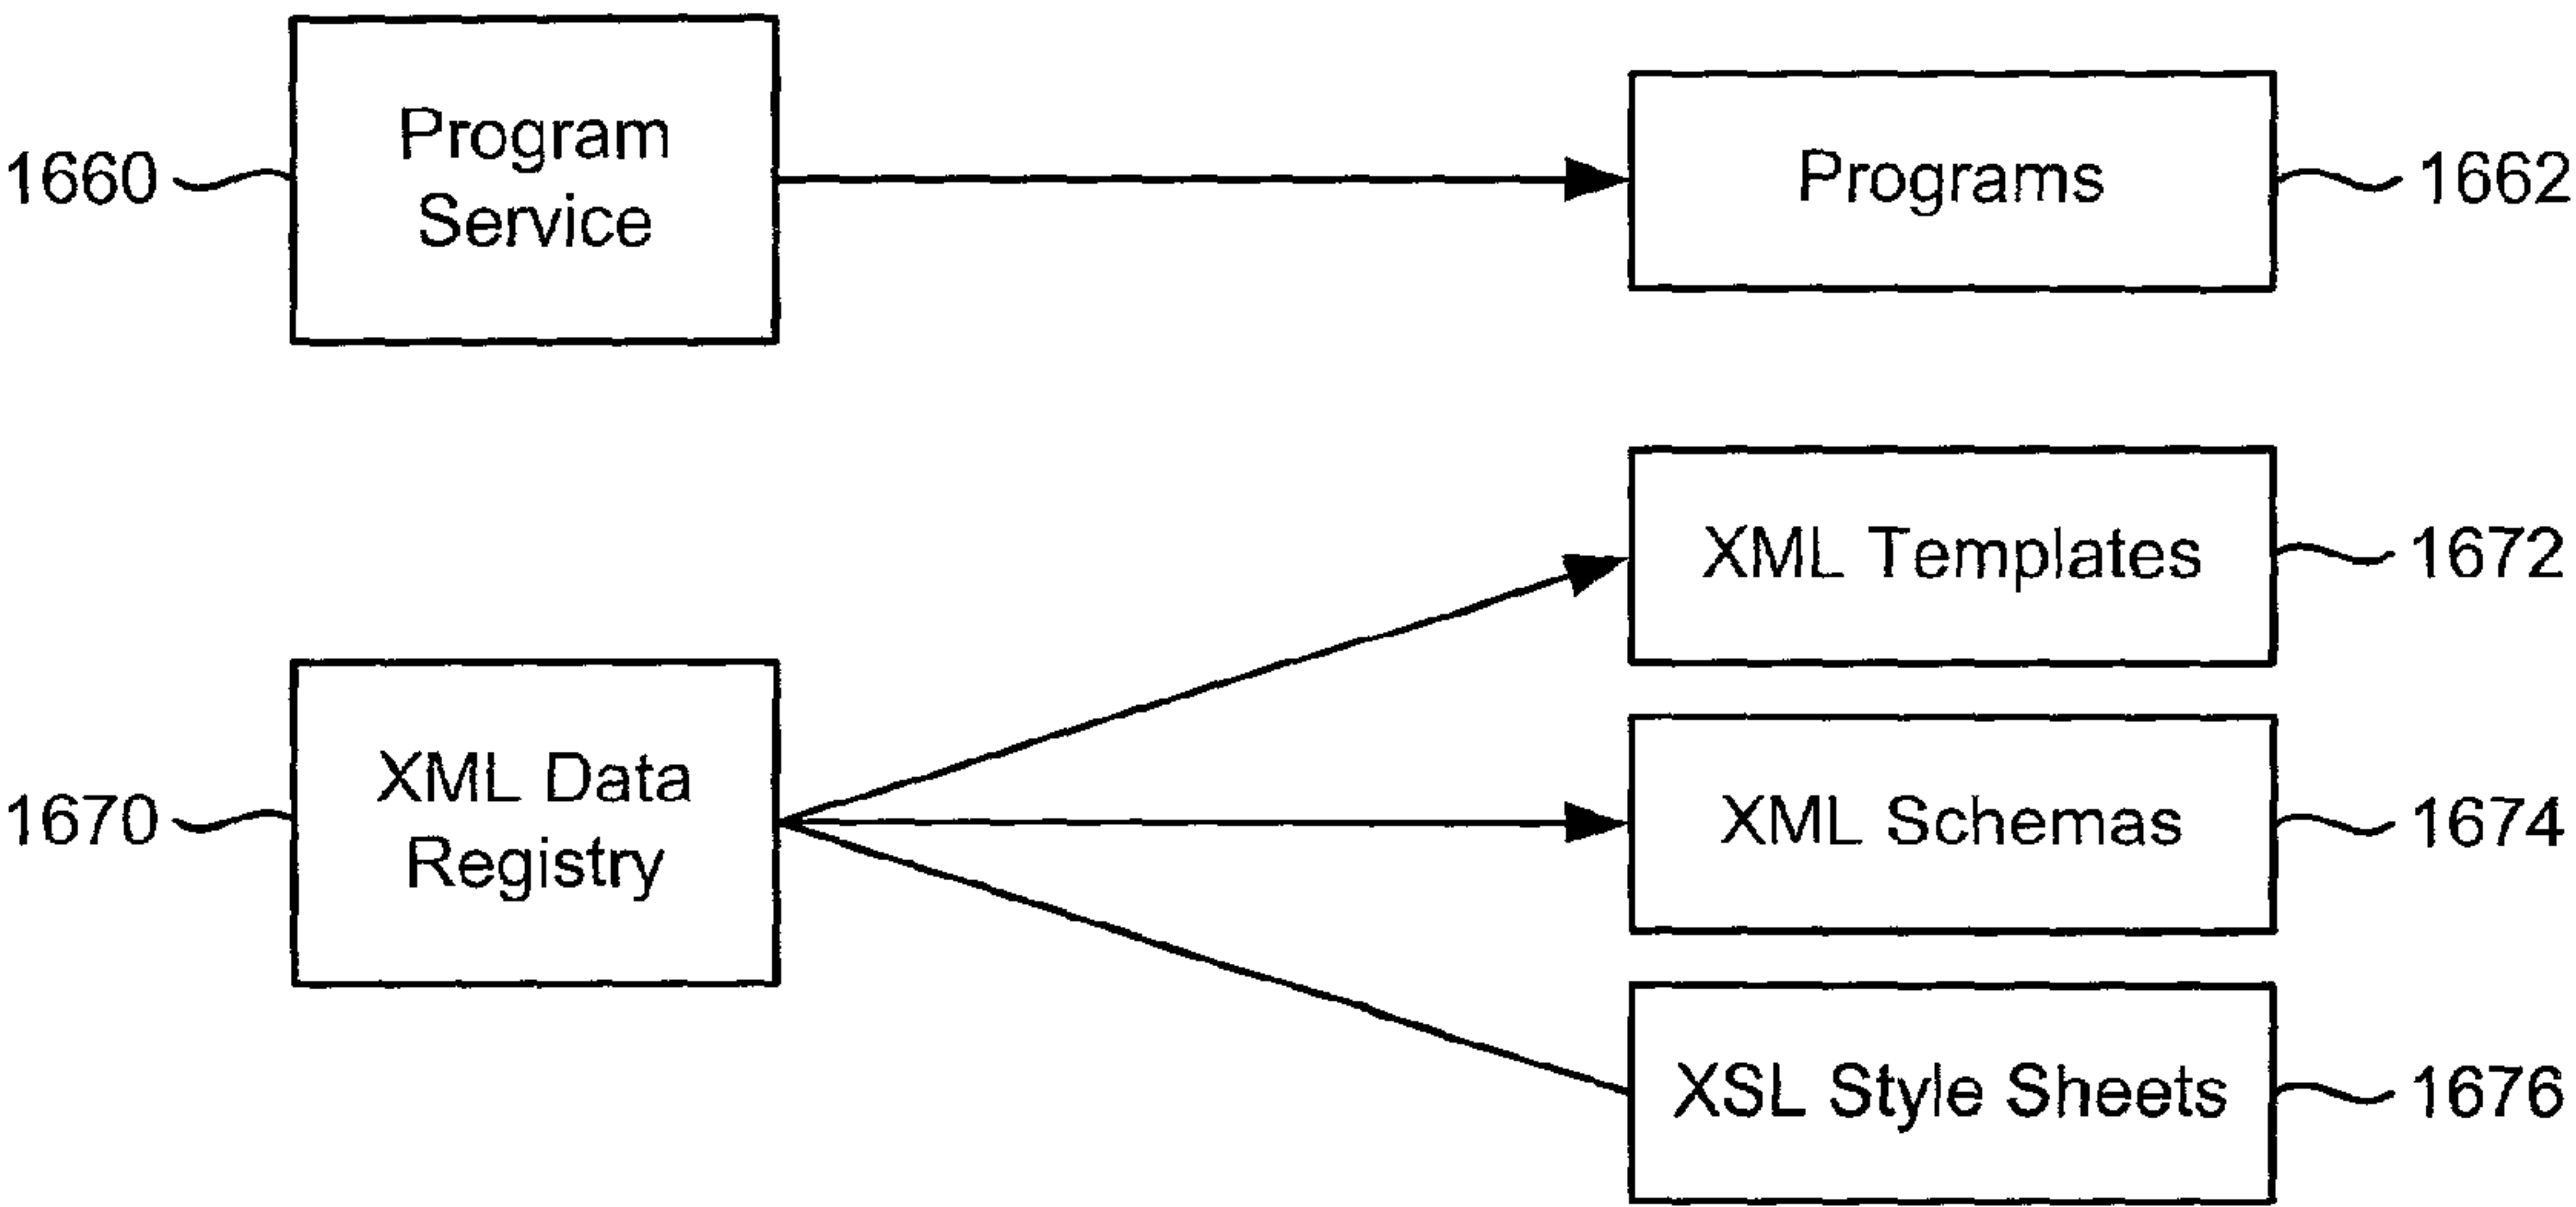 1660
Program
Service
Programs
1662
XML Templates
1672
1670
XML Data
Registry
XML Schemas
1674
XSL Style Sheets
1676